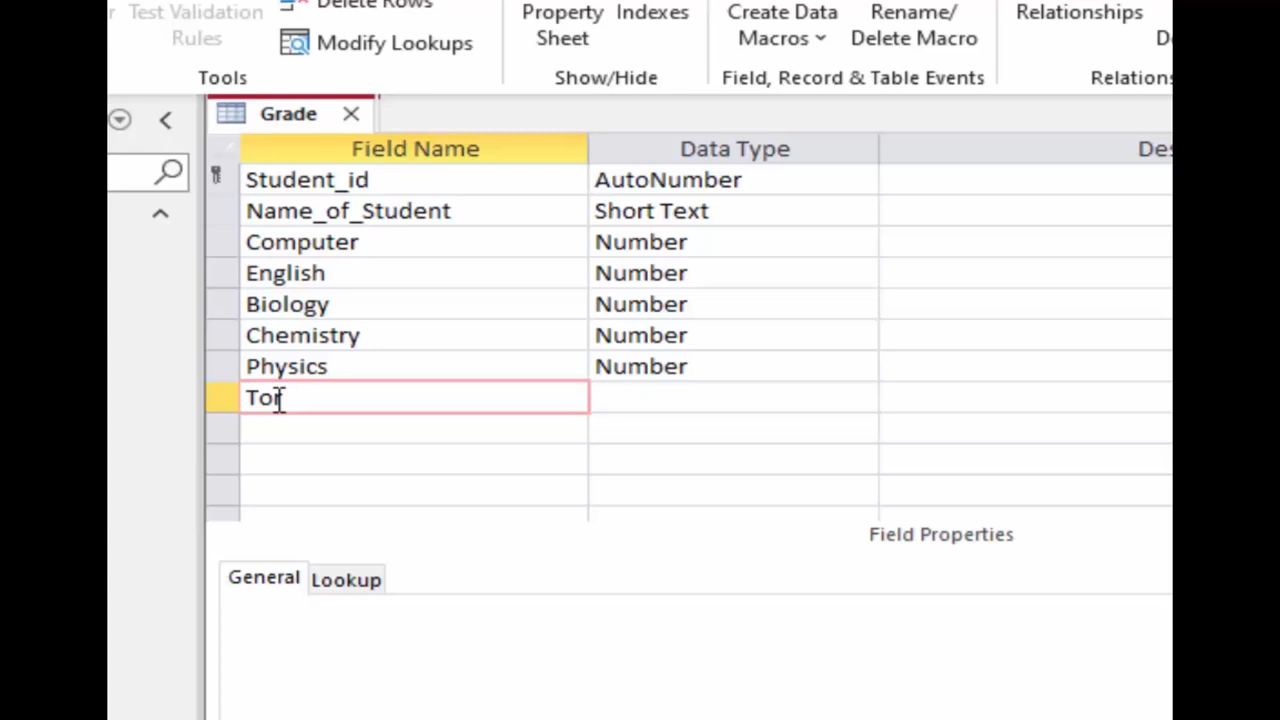 Delete Rows
Test Validation
Rules
Modify Lookups
Property
Sheet
Indexes
Create Data
Macros
Rename/
Delete Macro
Relationships
Tools
Show/Hide
Field, Record & Table Events
Relations
Grade
Field Name Data Type Des
Student_id AutoNumber
Name_of_Student Short Text
Computer Number
English Number
Biology Number
Chemistry Number
Physics Number
Field Properties
General Lookup